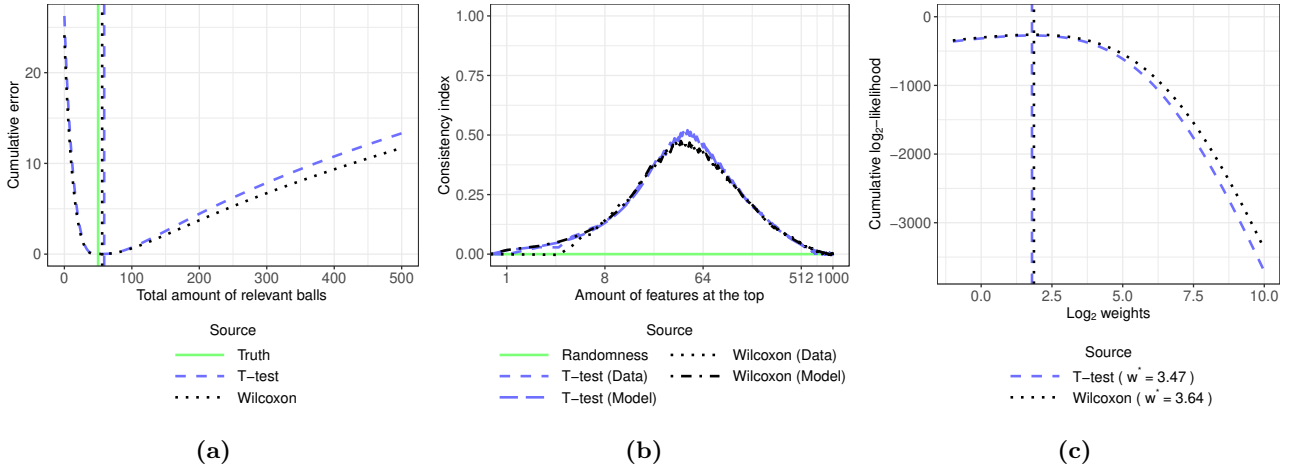 20
10
0
Cumulative error
0
100
200
300
400
500
Total amount of relevant balls
Source
Truth
T-test
Wilcoxon
(a)
1.00
0.75
0.50
0.25
0.00
Consistency index
1
8
64
512
1000
Amount of features at the top
Source
Randomness
T-test (Data)
T-test (Model)
Wilcoxon (Data)
Wilcoxon (Model)
(b)
0
−1000
−2000
−3000
Cumulative log₂−likelihood
0.0
2.5
5.0
7.5
10.0
Log₂ weights
Source
T-test ( w* = 3.47 )
Wilcoxon ( w* = 3.64 )
(c)